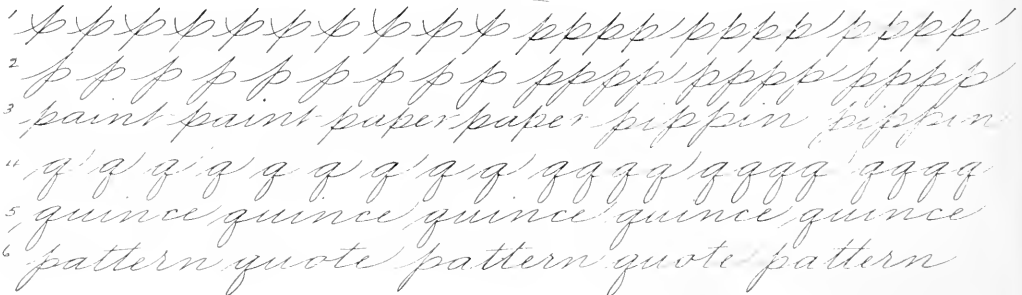 1 p p p p p p p p p p pppp pppp pppp
2 p p p p p p p p p p pppp pppp pppp
3 paint paint paper paper pippin pippin
4 q q q q q q q q q qqqq qqqq qqqq
5 quince quince quince quince quince
6 pattern quote pattern quote pattern